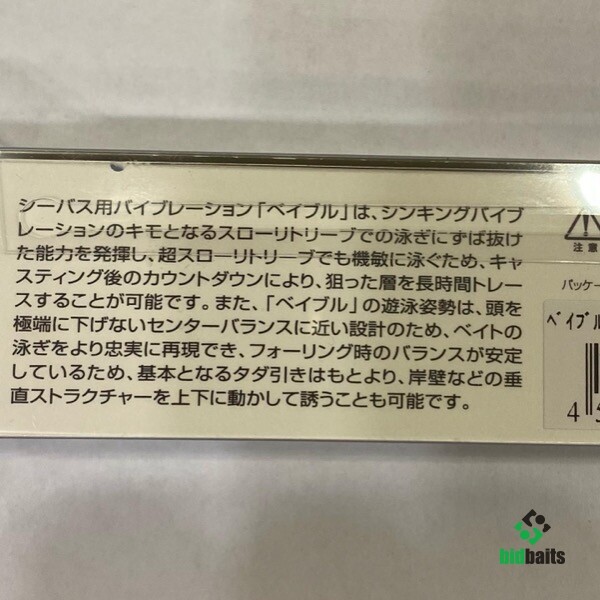 シーバス用バイブレーション「ベイブル」は、シンキングバイブ
レーションのキモとなるスローリトリーブでの泳ぎにずば抜け
た能力を発揮し、超スローリトリーブでも機敏に泳ぐため、キャ
スティング後のカウントダウンにより、狙った層を長時間トレー
スすることが可能です。また、「ベイブル」の遊泳姿勢は、頭を
極端に下げないセンターバランスに近い設計のため、ベイトの
泳ぎをより忠実に再現でき、フォーリング時のバランスが安定
しているため、基本となるタダ引きはもとより、岸壁などの垂
直ストラクチャーを上下に動かして誘うことも可能です。
注意
パッケー
ベイブル
4
bidbaits